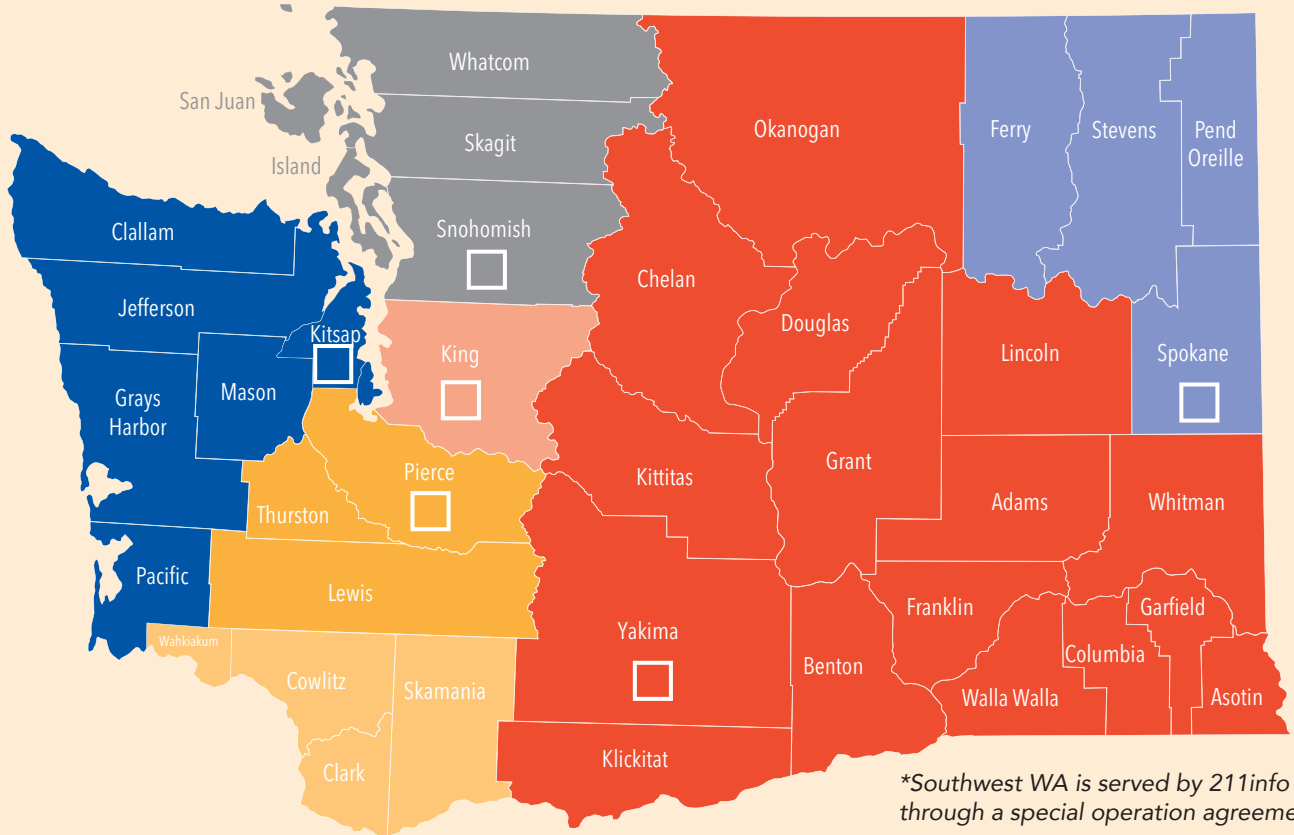 Whatcom
San Juan
Skagit
Okanogan
Ferry
Stevens
Pend
Oreille
Island
Snohomish
Clallam
Chelan
Jefferson
Douglas
Kitsap
King
Lincoln
Spokane
Mason
Grays
Harbor
Pierce
Kittitas
Grant
Adams
Whitman
Thurston
Pacific
Lewis
Franklin
Garfield
Yakima
Wahkiakum
Columbia
Benton
Cowlitz
Skamania
Walla Walla
Asotin
Klickitat
Clark
*Southwest WA is served by 211info
through a special operation agreeme